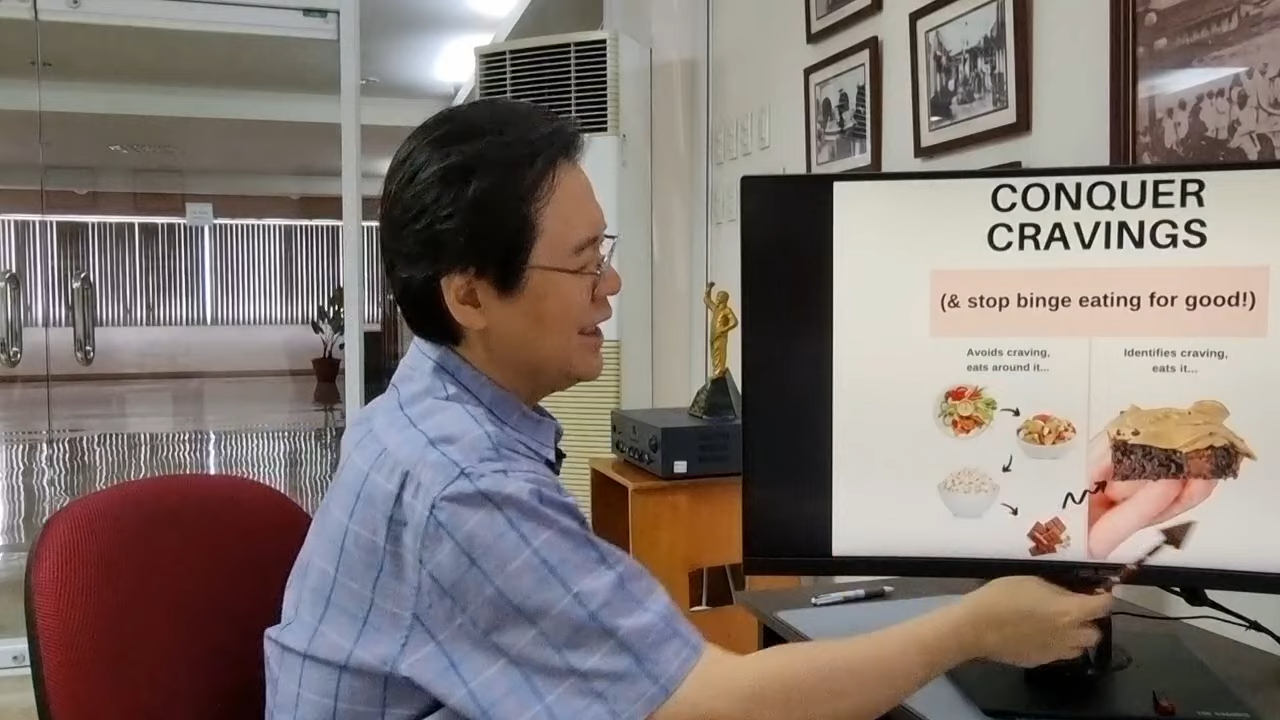 CONQUER
CRAVINGS
(& stop binge eating for good!)
Avoids craving,
eats around it...
Identifies craving,
eats it...